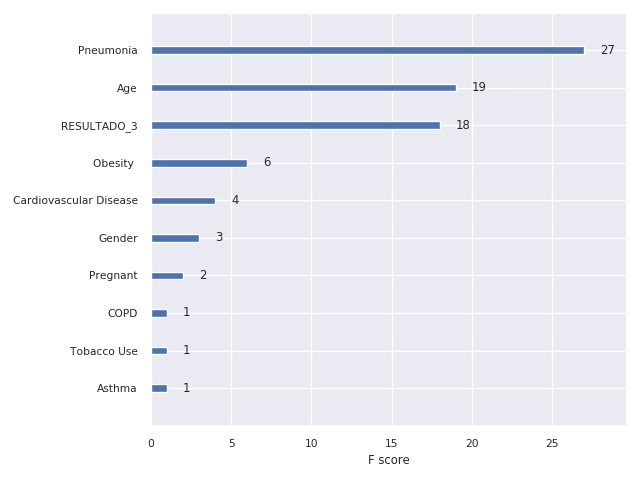 Pneumonia 27
Age 19
RESULTADO_3 18
Obesity 6
Cardiovascular Disease 4
Gender 3
Pregnant 2
COPD 1
Tobacco Use 1
Asthma 1
0 5 10 15 20 25
F score